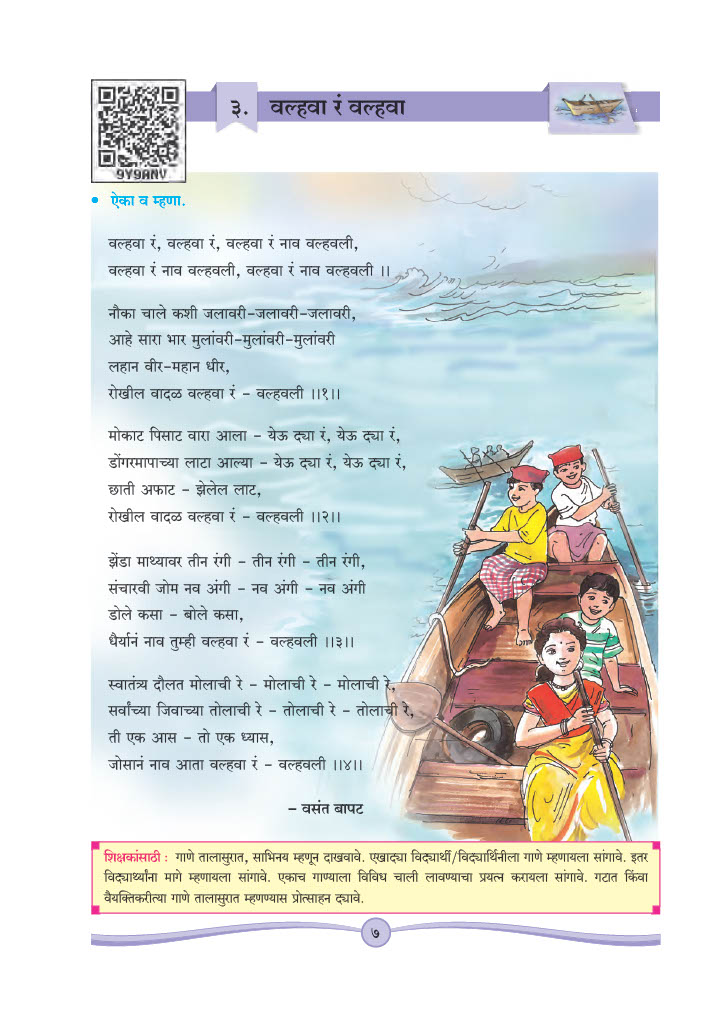 9Y9ANV
३. वल्हवा रं वल्हवा
• ऐका व म्हणा.
वल्हवा रं, वल्हवा रं, वल्हवा रं नाव वल्हवली,
वल्हवा रं नाव वल्हवली, वल्हवा रं नाव वल्हवली ।।
नौका चाले कशी जलावरी-जलावरी-जलावरी,
आहे सारा भार मुलांवरी-मुलांवरी-मुलांवरी
लहान वीर-महान धीर,
रोखील वादळ वल्हवा रं - वल्हवली ।।१।।
मोकाट पिसाट वारा आला - येऊ द्या रं, येऊ द्या रं,
डोंगरमापाच्या लाटा आल्या - येऊ द्या रं, येऊ द्या रं,
छाती अफाट - झेलेल लाट,
रोखील वादळ वल्हवा रं - वल्हवली ।।२।।
झेंडा माथ्यावर तीन रंगी - तीन रंगी - तीन रंगी,
संचारवी जोम नव अंगी - नव अंगी - नव अंगी
डोले कसा - बोले कसा,
धैर्यानं नाव तुम्ही वल्हवा रं - वल्हवली ।।३।।
स्वातंत्र्य दौलत मोलाची रे - मोलाची रे - मोलाची रे,
सर्वांच्या जिवाच्या तोलाची रे - तोलाची रे - तोलाची रे,
ती एक आस - तो एक ध्यास,
जोसानं नाव आता वल्हवा रं - वल्हवली ।।४।।
- वसंत बापट
शिक्षकांसाठी : गाणे तालासुरात, साभिनय म्हणून दाखवावे. एखाद्या विद्यार्थी/विद्यार्थिनीला गाणे म्हणायला सांगावे. इतर
विद्यार्थ्यांना मागे म्हणायला सांगावे. एकाच गाण्याला विविध चाली लावण्याचा प्रयत्न करायला सांगावे. गटात किंवा
वैयक्तिकरीत्या गाणे तालासुरात म्हणण्यास प्रोत्साहन द्यावे.
७